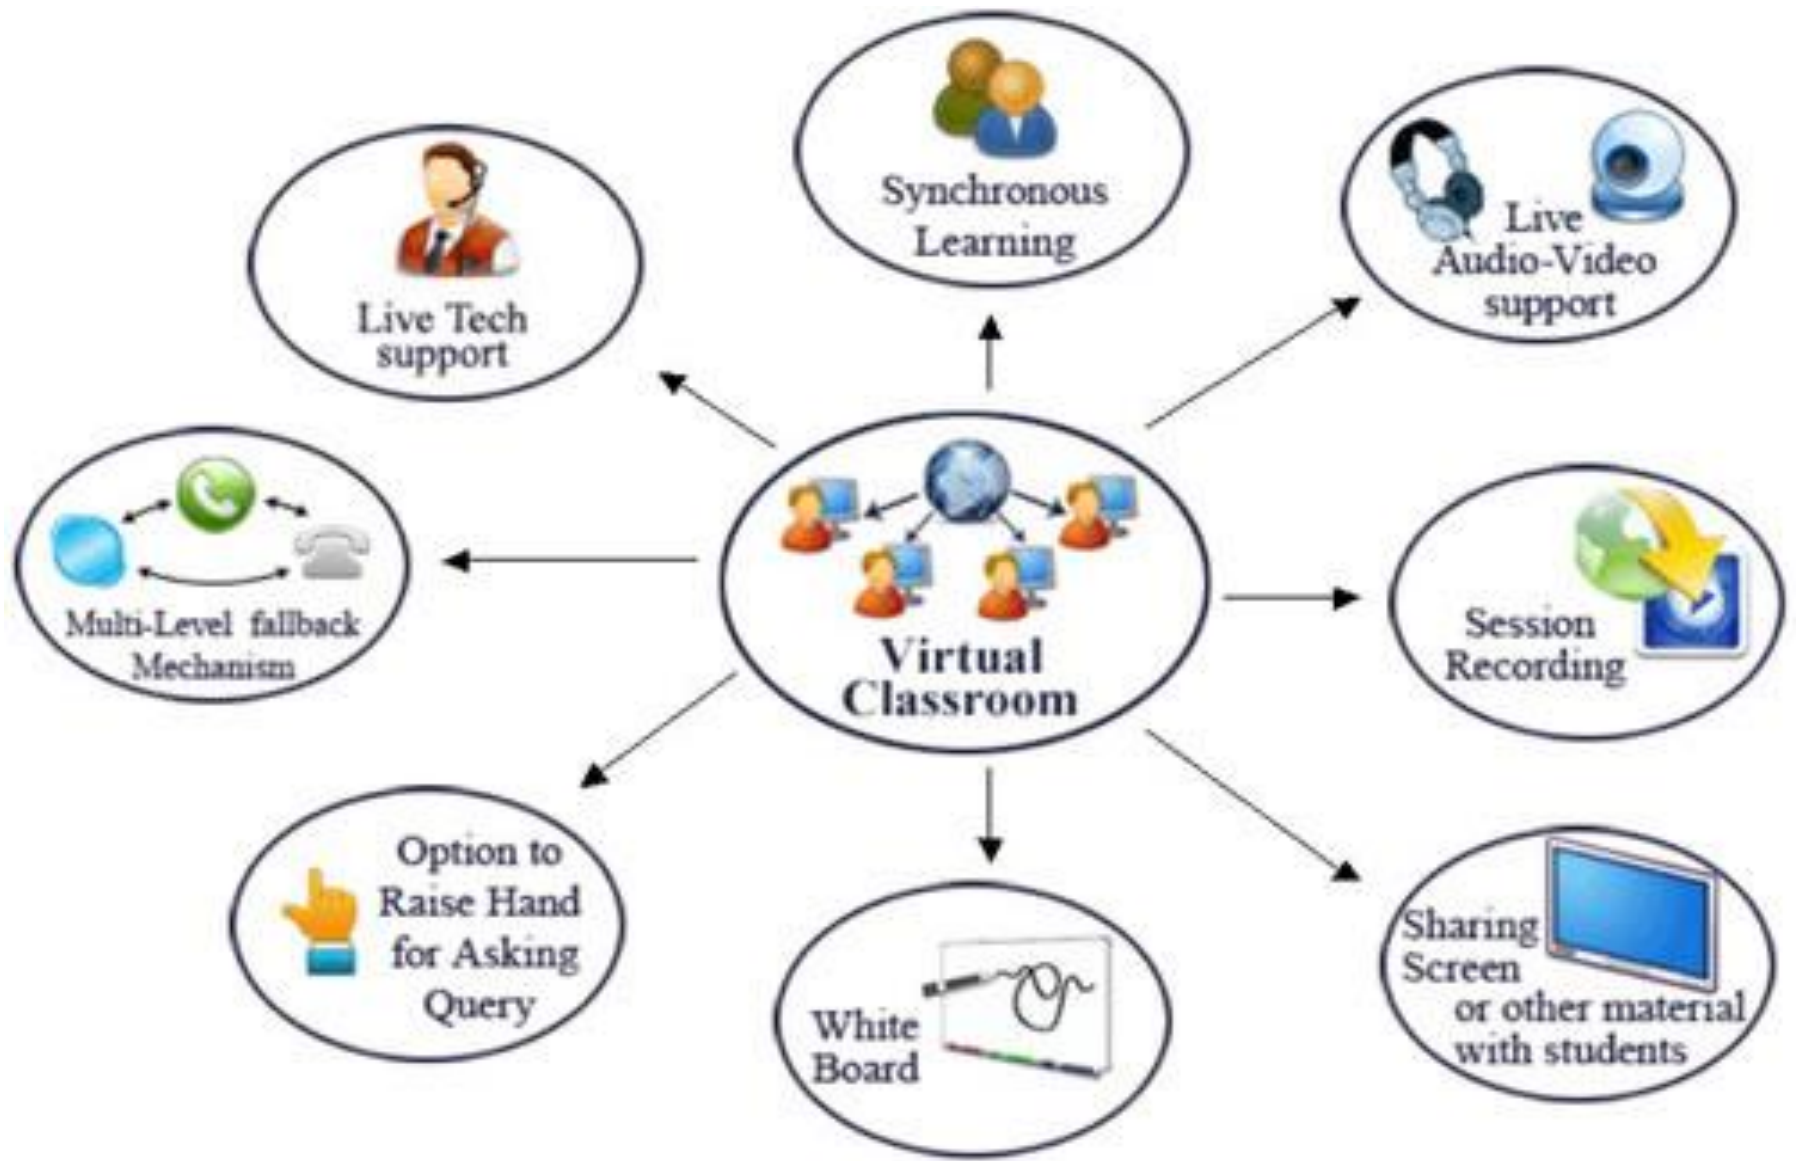 Synchronous
Learning
Live
Audio-Video
support
Live Tech
support
Multi-Level fallback
Mechanism
Virtual
Classroom
Session
Recording
Option to
Raise Hand
for Asking
Query
White
Board
Sharing
Screen
or other material
with students